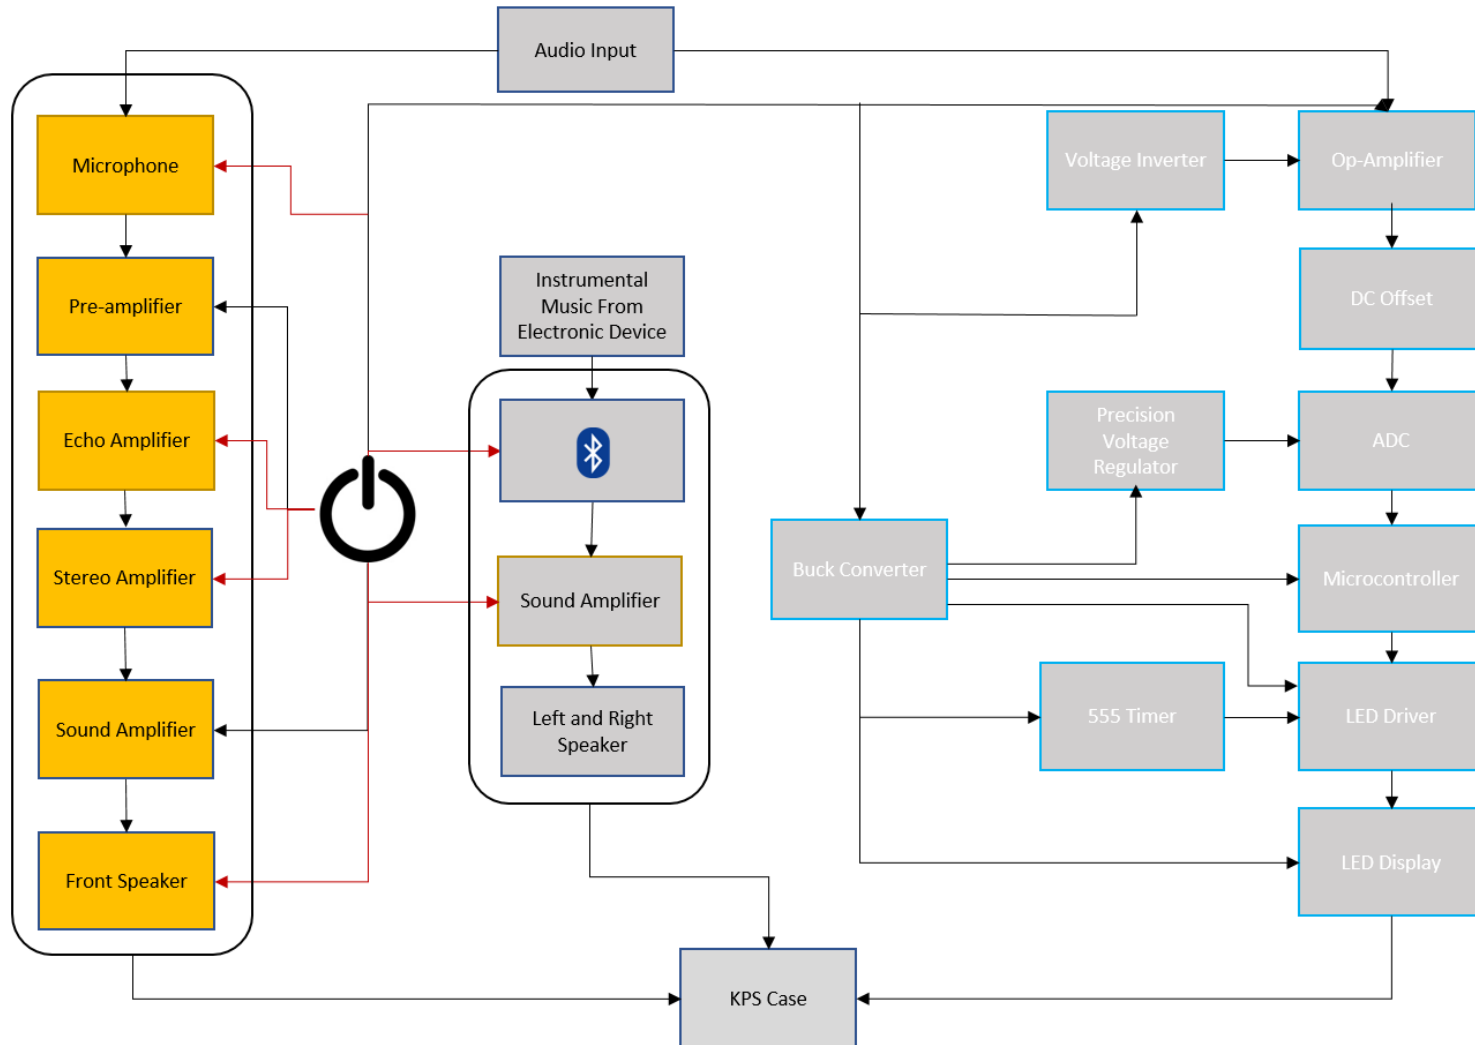 Audio Input
Microphone
Voltage Inverter
Op-Amplifier
Pre-amplifier
Instrumental
Music From
Electronic Device
DC Offset
Echo Amplifier
Precision
Voltage
Regulator
ADC
Stereo Amplifier
Sound Amplifier
Buck Converter
Microcontroller
Sound Amplifier
Left and Right
Speaker
555 Timer
LED Driver
Front Speaker
LED Display
KPS Case